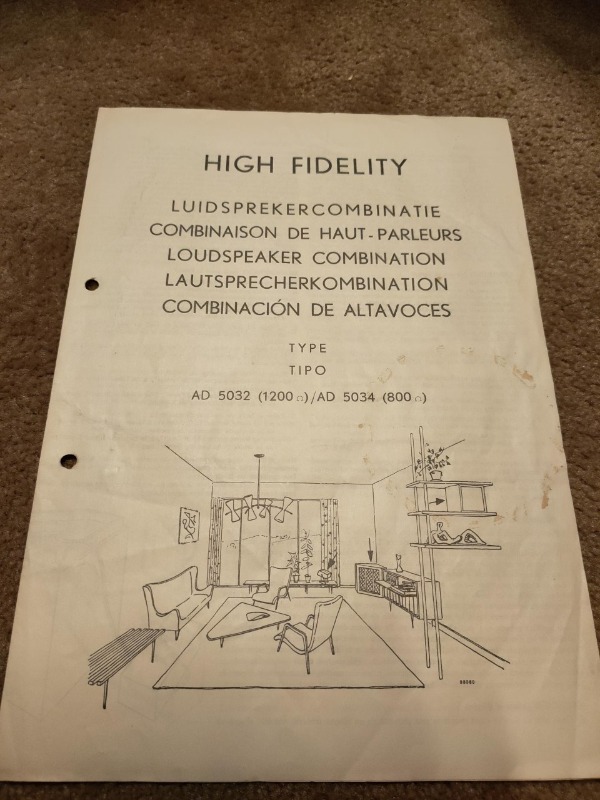 HIGH FIDELITY
LUIDSPREKERCOMBINATIE
COMBINAISON DE HAUT-PARLEURS
LOUDSPEAKER COMBINATION
LAUTSPRECHERKOMBINATION
COMBINACIÓN DE ALTAVOCES
TYPE
TIPO
AD 5032 (1200 Ω)/AD 5034 (800 Ω)